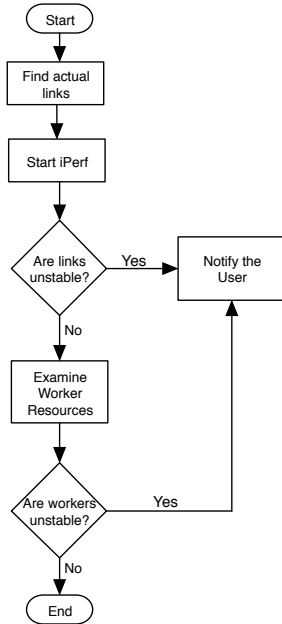 Start
Find actual
links
Start iPerf
Are links
unstable?
Yes
Notify the
User
No
Examine
Worker
Resources
Are workers
unstable?
Yes
No
End